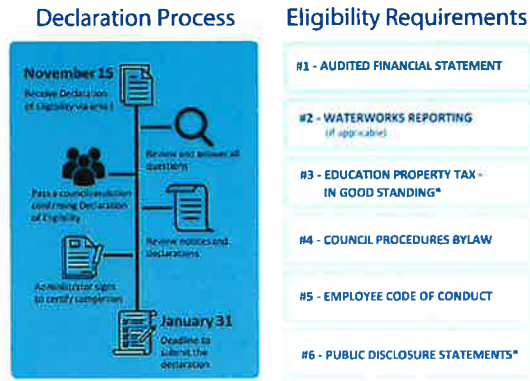 Declaration Process
November 15
Receive Declaration
of Eligibility via email
Review and answer all
questions
Pass a council resolution
confirming Declaration
of Eligibility
Review notices and
declarations
Administrator signs
to certify completion
January 31
Deadline to
submit the
declaration
Eligibility Requirements
#1 - AUDITED FINANCIAL STATEMENT
#2 - WATERWORKS REPORTING
(if applicable)
#3 - EDUCATION PROPERTY TAX -
IN GOOD STANDING*
#4 - COUNCIL PROCEDURES BYLAW
#5 - EMPLOYEE CODE OF CONDUCT
#6 - PUBLIC DISCLOSURE STATEMENTS*